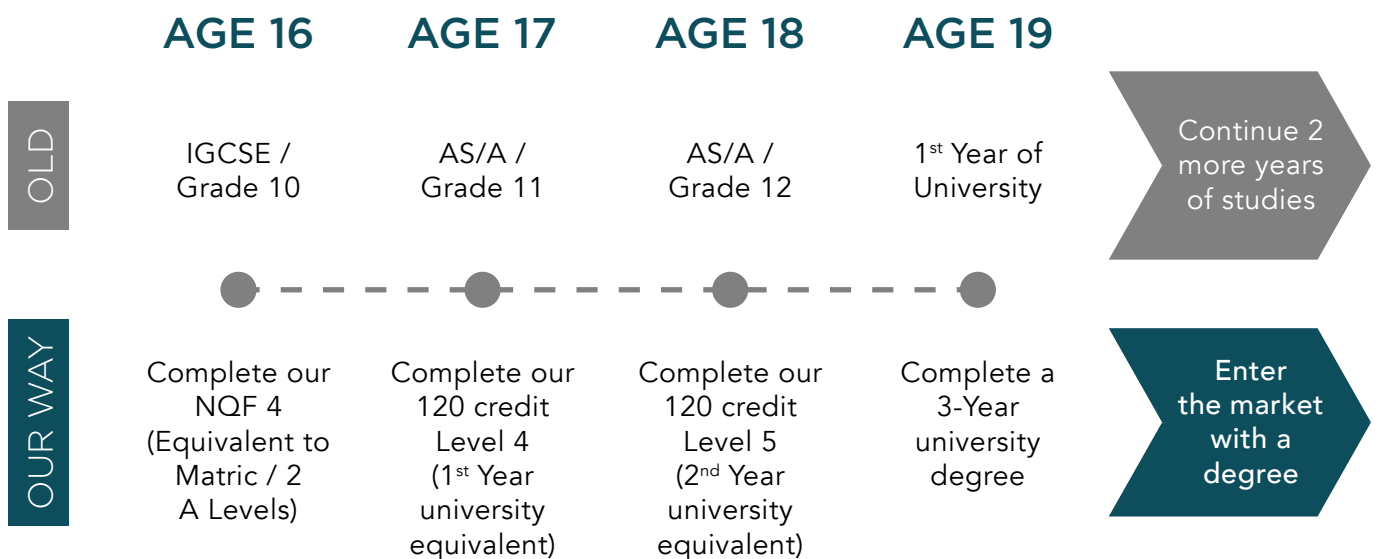 AGE 16
AGE 17
AGE 18
AGE 19
OLD
IGCSE /
Grade 10
AS/A /
Grade 11
AS/A /
Grade 12
1st Year of
University
Continue 2
more years
of studies
OUR WAY
Complete our
NQF 4
(Equivalent to
Matric / 2
A Levels)
Complete our
120 credit
Level 4
(1st Year
university
equivalent)
Complete our
120 credit
Level 5
(2nd Year
university
equivalent)
Complete a
3-Year
university
degree
Enter
the market
with a
degree